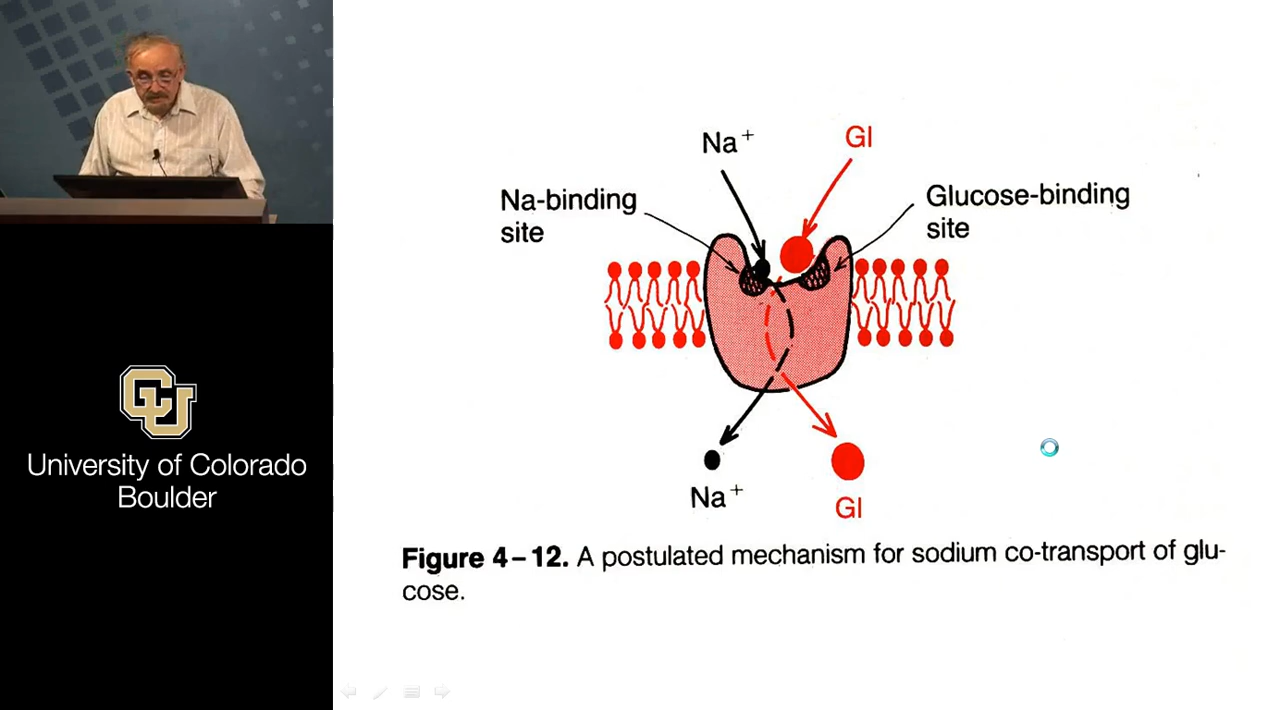 Na+
Gl
Na-binding
site
Glucose-binding
site
Na+
Gl
Figure 4–12. A postulated mechanism for sodium co-transport of glu-
cose.
CU
University of Colorado
Boulder